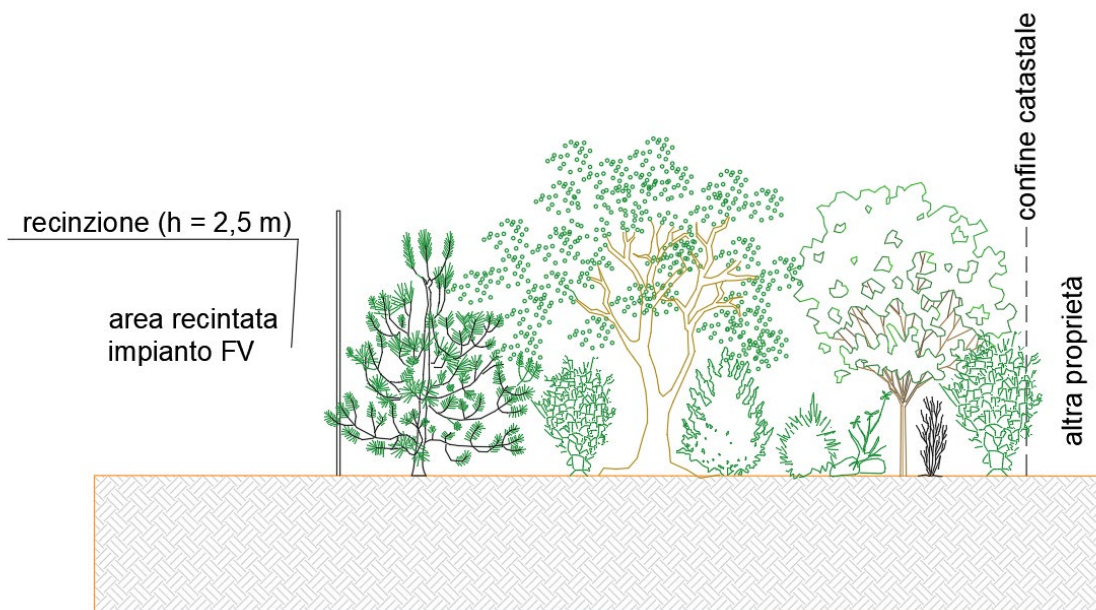 recinzione (h = 2,5 m)
area recintata
impianto FV
confine catastale
altra proprietà